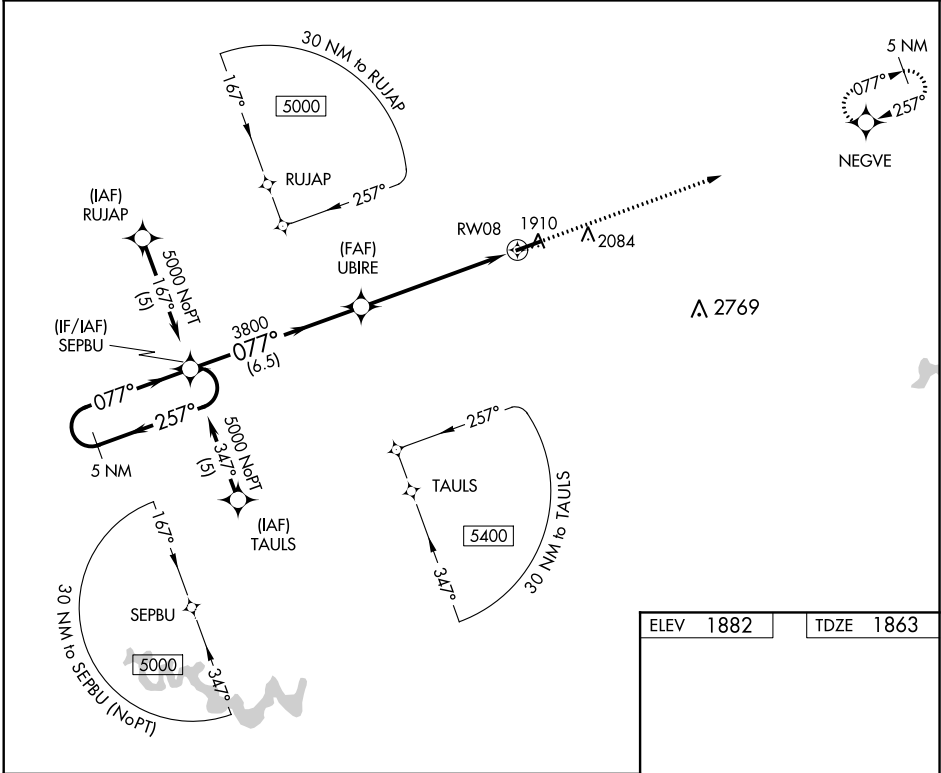 30 NM to RUJAP
167°
5000
RUJAP
257°
5 NM
077°
257°
NEGVE
(IAF)
RUJAP
5000 NoPT
167°
(5)
(FAF)
UBIRE
RW08
1910
2084
2769
(IF/IAF)
SEPBU
3800
077°
(6.5)
077°
257°
5 NM
5000 NoPT
347°
(5)
(IAF)
TAULS
257°
TAULS
5400
347°
30 NM to TAULS
167°
SEPBU
5000
347°
30 NM to SEPBU (NoPT)
ELEV 1882
TDZE 1863